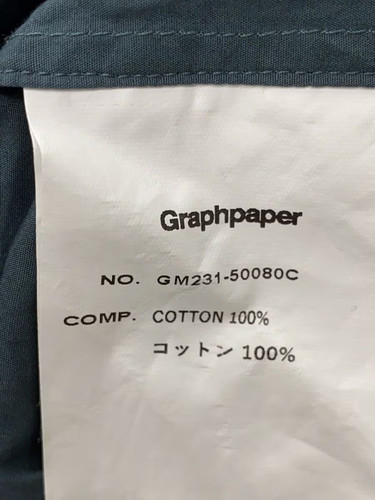 Graphpaper
NO. GM231-50080C
COMP. COTTON 100%
コットン 100%